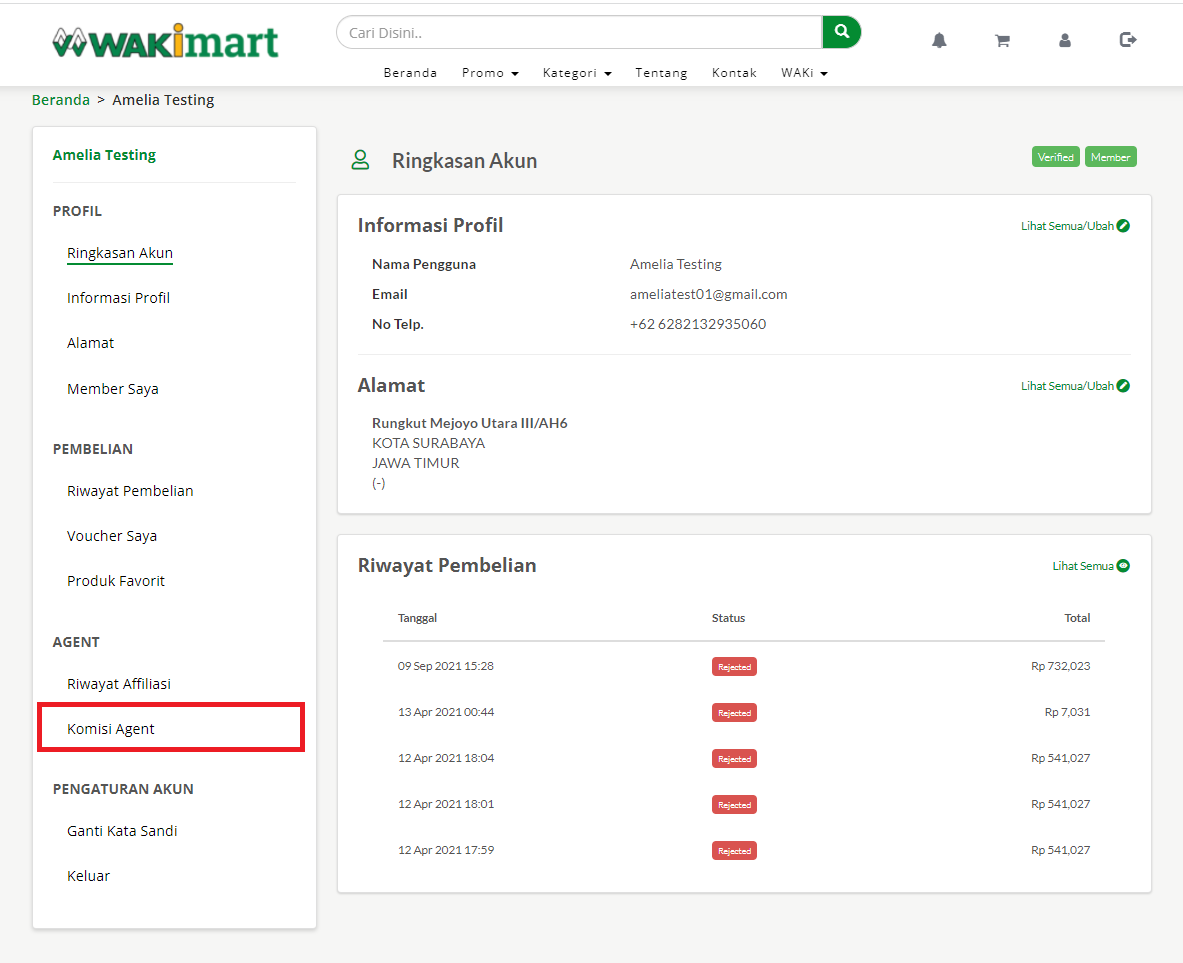 WAKimart
Cari Disini..
Beranda Promo Kategori Tentang Kontak WAKi
Beranda > Amelia Testing
Amelia Testing
PROFIL
Ringkasan Akun
Informasi Profil
Alamat
Member Saya
PEMBELIAN
Riwayat Pembelian
Voucher Saya
Produk Favorit
AGENT
Riwayat Affiliasi
Komisi Agent
PENGATURAN AKUN
Ganti Kata Sandi
Keluar
Ringkasan Akun Verified Member
Informasi Profil Lihat Semua/Ubah
Nama Pengguna Amelia Testing
Email ameliatest01@gmail.com
No Telp. +62 6282132935060
Alamat Lihat Semua/Ubah
Rungkut Mejoyo Utara III/AH6
KOTA SURABAYA
JAWA TIMUR
(-)
Riwayat Pembelian Lihat Semua
Tanggal Status Total
09 Sep 2021 15:28 Rejected Rp 732,023
13 Apr 2021 00:44 Rejected Rp 7,031
12 Apr 2021 18:04 Rejected Rp 541,027
12 Apr 2021 18:01 Rejected Rp 541,027
12 Apr 2021 17:59 Rejected Rp 541,027